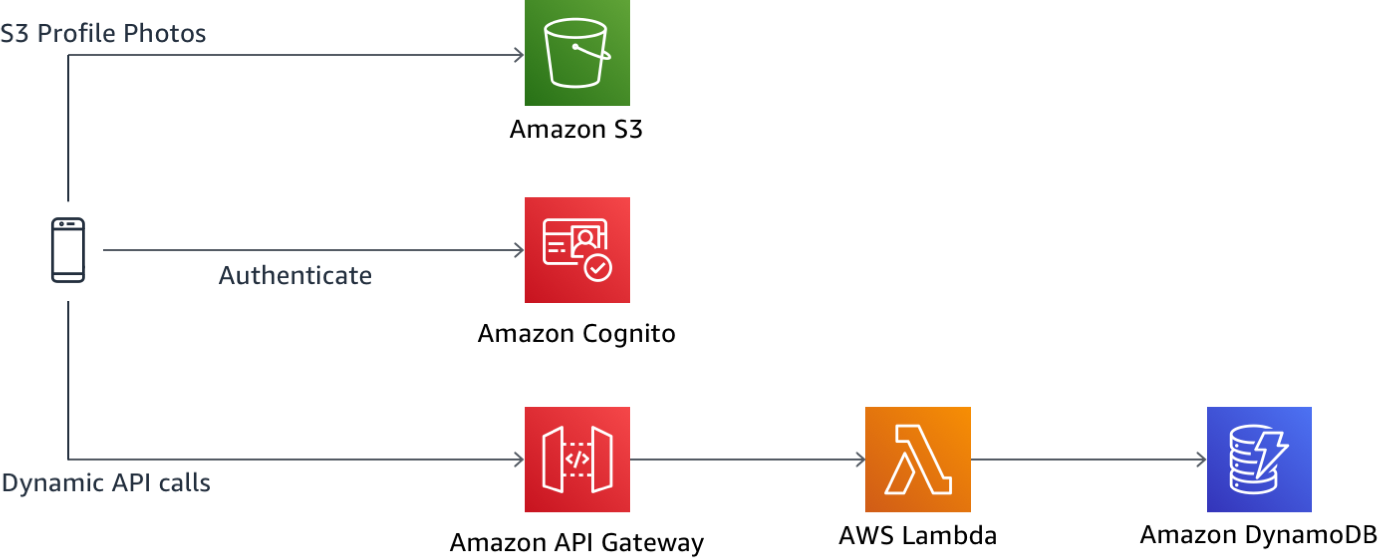 S3 Profile Photos
Amazon S3
Authenticate
Amazon Cognito
Dynamic API calls
</>
Amazon API Gateway
AWS Lambda
Amazon DynamoDB